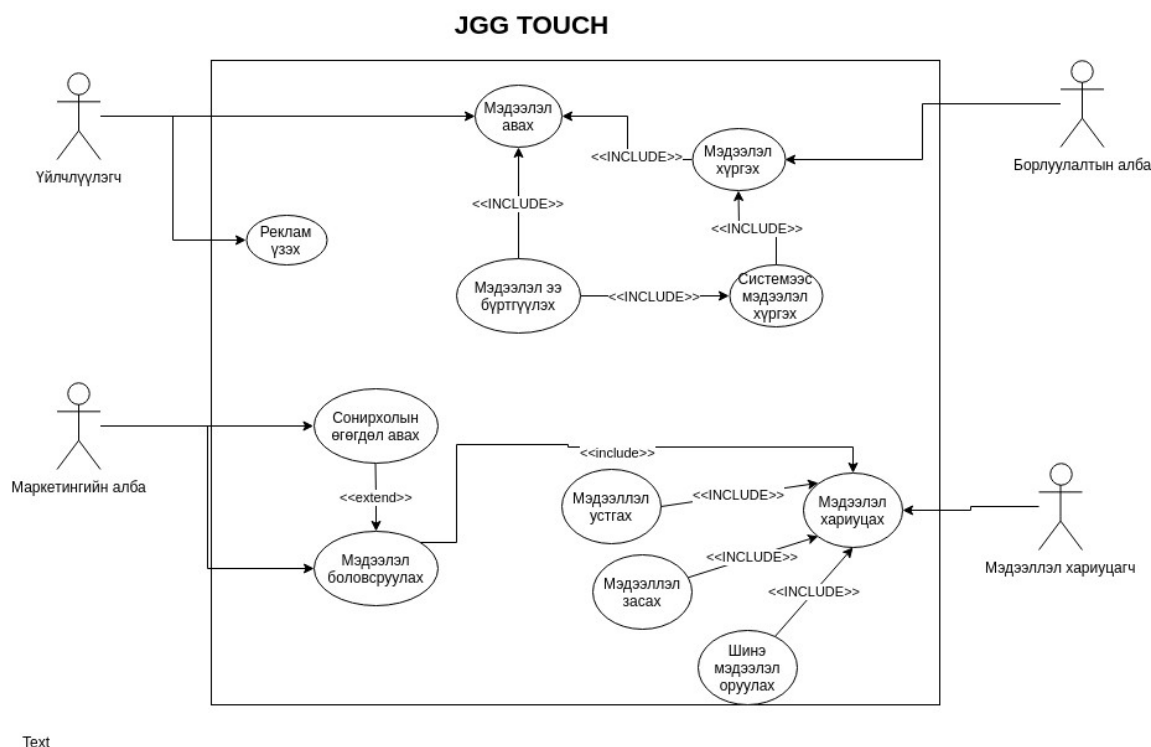 JGG TOUCH
Үйлчлүүлэгч
Мэдээлэл
авах
<<INCLUDE>>
Мэдээлэл
хүргэх
Борлуулалтын алба
<<INCLUDE>>
<<INCLUDE>>
Реклам
үзэх
Мэдээлэл ээ
бүртгүүлэх
<<INCLUDE>>
Системээс
мэдээлэл
хүргэх
Маркетингийн алба
Сонирхолын
өгөгдөл авах
<<extend>>
Мэдээлэл
боловсруулах
<<include>>
Мэдээллэл
устгах
<<INCLUDE>>
Мэдээлэл
хариуцах
Мэдээллэл хариуцагч
Мэдээллэл
засах
<<INCLUDE>>
<<INCLUDE>>
Шинэ
мэдээлэл
оруулах
Text